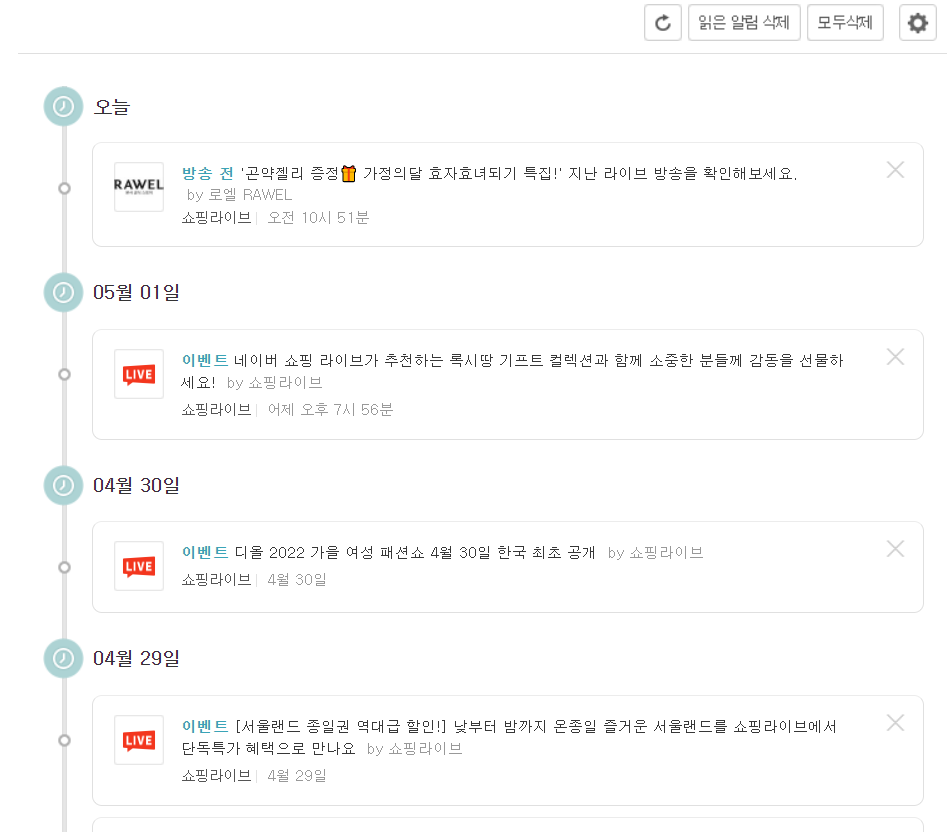 읽은 알림 삭제 모두삭제
오늘
RAWEL
방송 전 '곤약젤리 증정🎁 가정의달 효자효녀되기 특집!' 지난 라이브 방송을 확인해보세요.
by 로엘 RAWEL
쇼핑라이브 | 오전 10시 51분
05월 01일
LIVE
이벤트 네이버 쇼핑 라이브가 추천하는 록시땅 기프트 컬렉션과 함께 소중한 분들께 감동을 선물하
세요! by 쇼핑라이브
쇼핑라이브 | 어제 오후 7시 56분
04월 30일
LIVE
이벤트 디올 2022 가을 여성 패션쇼 4월 30일 한국 최초 공개 by 쇼핑라이브
쇼핑라이브 | 4월 30일
04월 29일
LIVE
이벤트 [서울랜드 종일권 역대급 할인!] 낮부터 밤까지 온종일 즐거운 서울랜드를 쇼핑라이브에서
단독특가 혜택으로 만나요 by 쇼핑라이브
쇼핑라이브 | 4월 29일